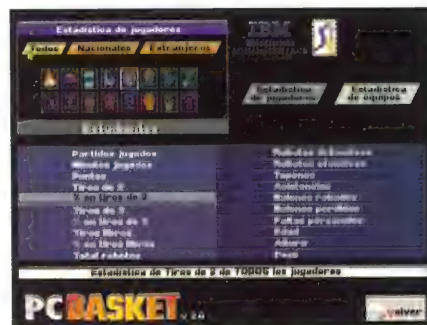 Estadística de jugadores
Todos Nacionales Extranjeros
IBM
Estadística de jugadores
Estadística de equipos
Partidos jugados
Minutos jugados
Puntos
Tiros de 2
% en tiros de 2
Tiros de 3
% en tiros de 3
Tiros libres
% en tiros libres
Total rebotes
Rebotes defensivos
Rebotes ofensivos
Tapones
Asistencias
Balones robados
Balones perdidos
Faltas personales
Edad
Altura
Peso
Estadística de Tiros de 2 de TODOS los jugadores
PC BASKET
volver